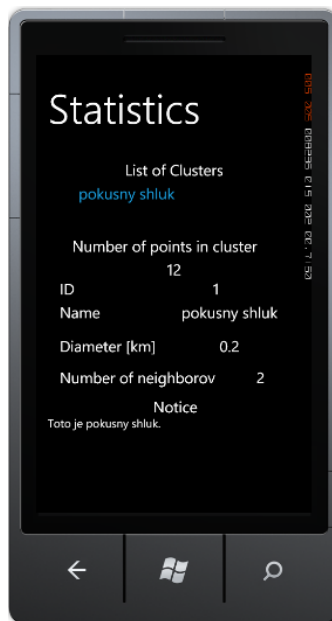 Statistics
List of Clusters
pokusny shluk
Number of points in cluster
12
ID 1
Name pokusny shluk
Diameter [km] 0.2
Number of neighborov 2
Notice
Toto je pokusny shluk.